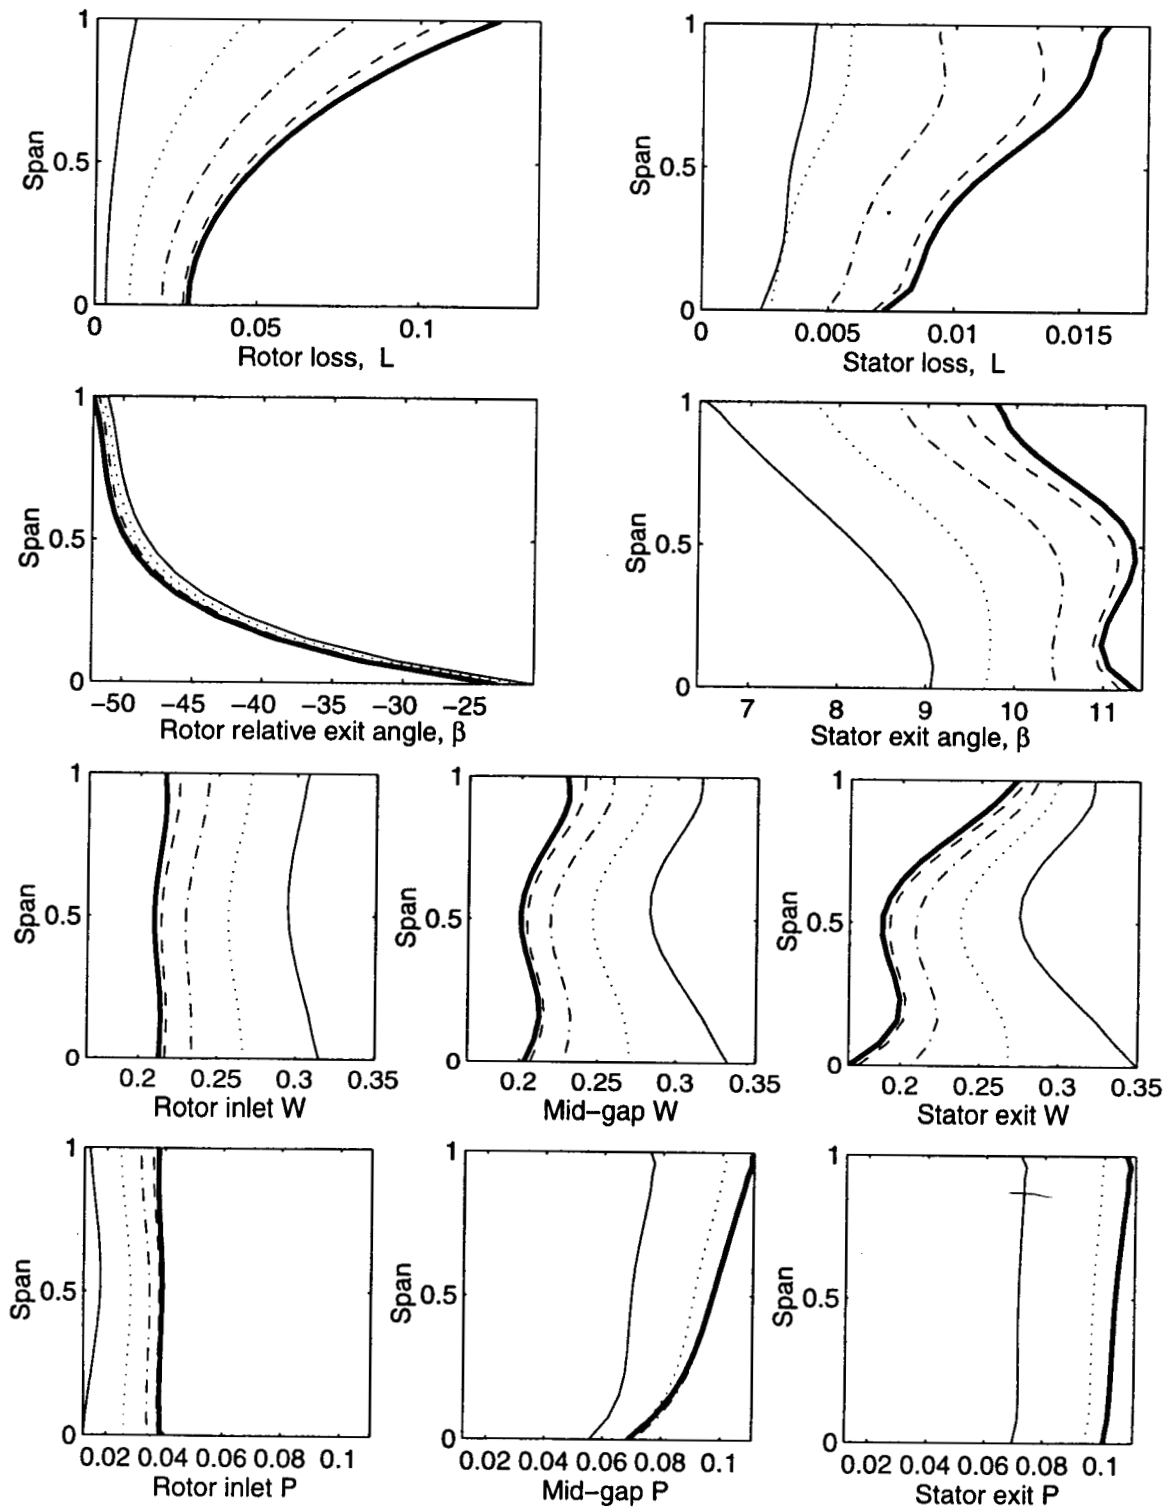 1
0.5
0
Span
0
0.05
0.1
Rotor loss, L
1
0.5
0
Span
0
0.005
0.01
0.015
Stator loss, L
1
0.5
0
Span
−50 −45 −40 −35 −30 −25
Rotor relative exit angle, β
1
0.5
0
Span
7 8 9 10 11
Stator exit angle, β
1
0.5
0
Span
0.2 0.25 0.3 0.35
Rotor inlet W
1
0.5
0
Span
0.2 0.25 0.3 0.35
Mid−gap W
1
0.5
0
Span
0.2 0.25 0.3 0.35
Stator exit W
1
0.5
0
Span
0.02 0.04 0.06 0.08 0.1
Rotor inlet P
1
0.5
0
Span
0.02 0.04 0.06 0.08 0.1
Mid−gap P
1
0.5
0
Span
0.02 0.04 0.06 0.08 0.1
Stator exit P